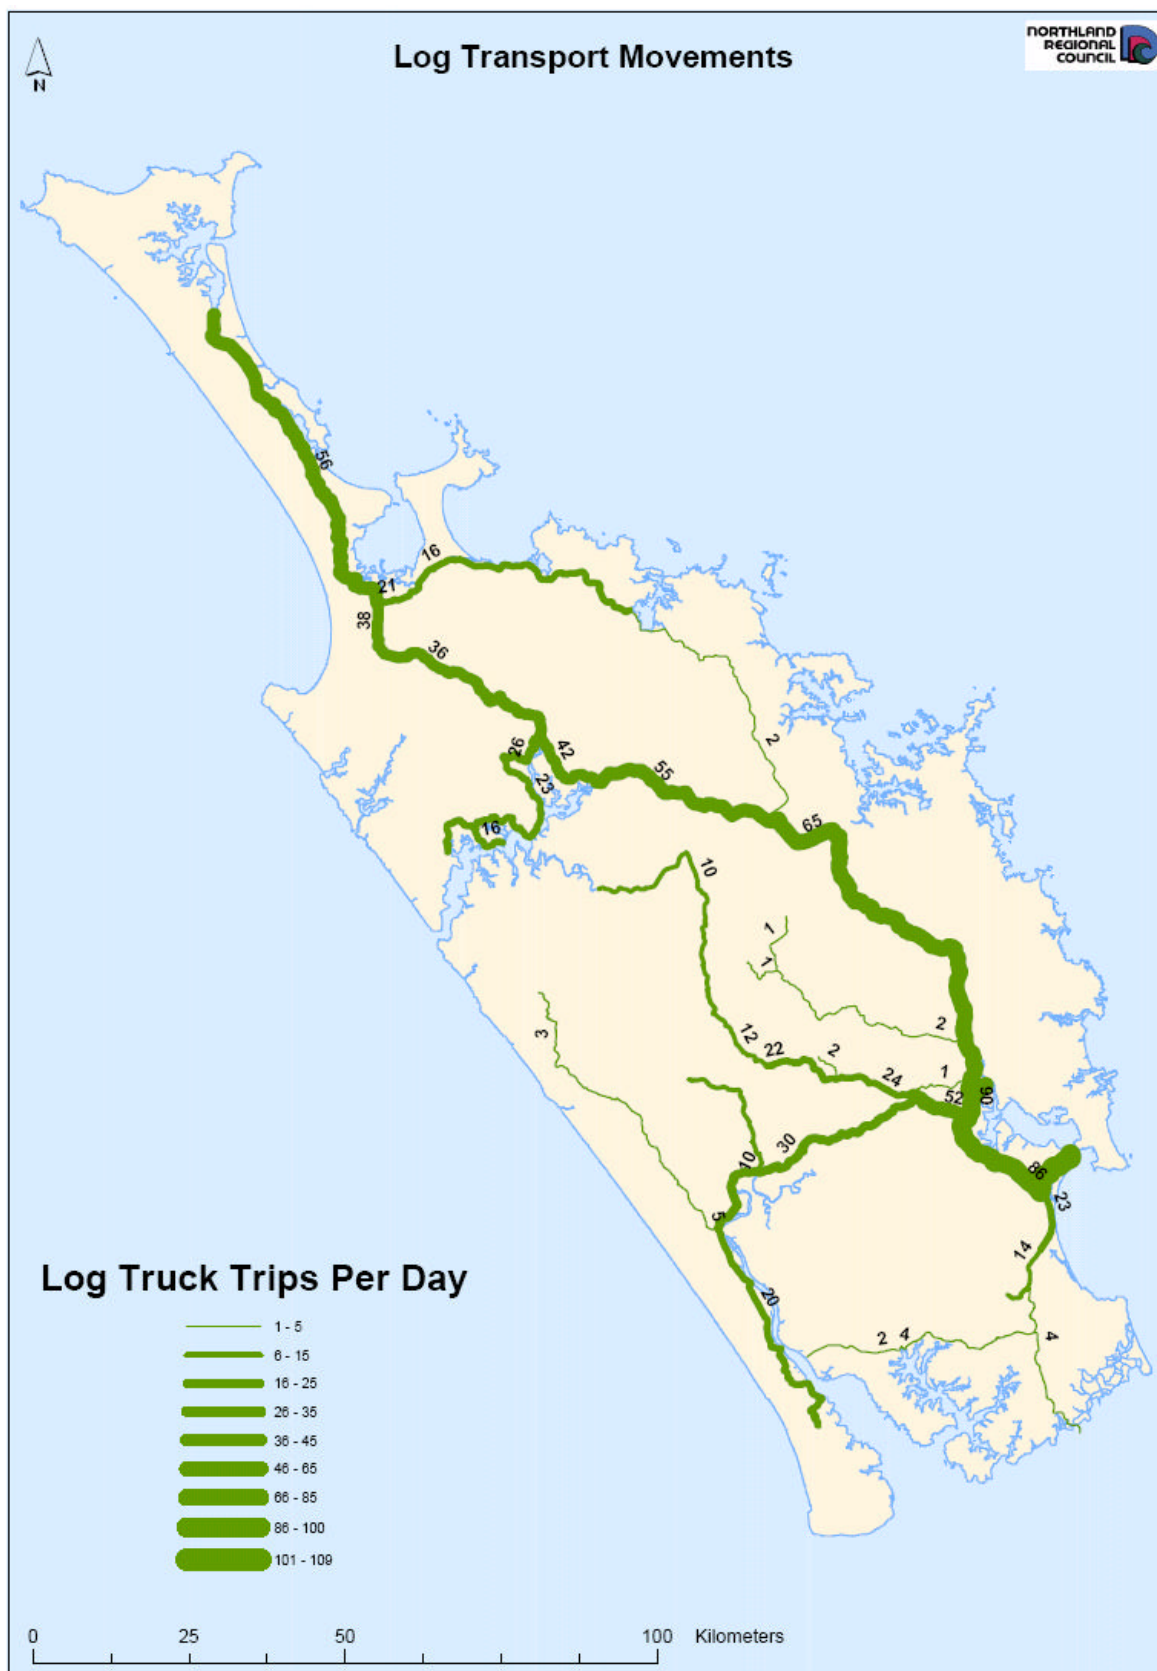 Log Transport Movements
NORTHLAND
REGIONAL
COUNCIL
N
56
16
21
38
36
26
42
23
55
16
65
2
10
1
1
3
12
22
2
2
24
1
52
90
30
10
86
23
5
14
20
2
4
4
Log Truck Trips Per Day
1 - 5
6 - 15
16 - 25
26 - 35
36 - 45
46 - 65
66 - 85
86 - 100
101 - 109
0 25 50 100 Kilometers